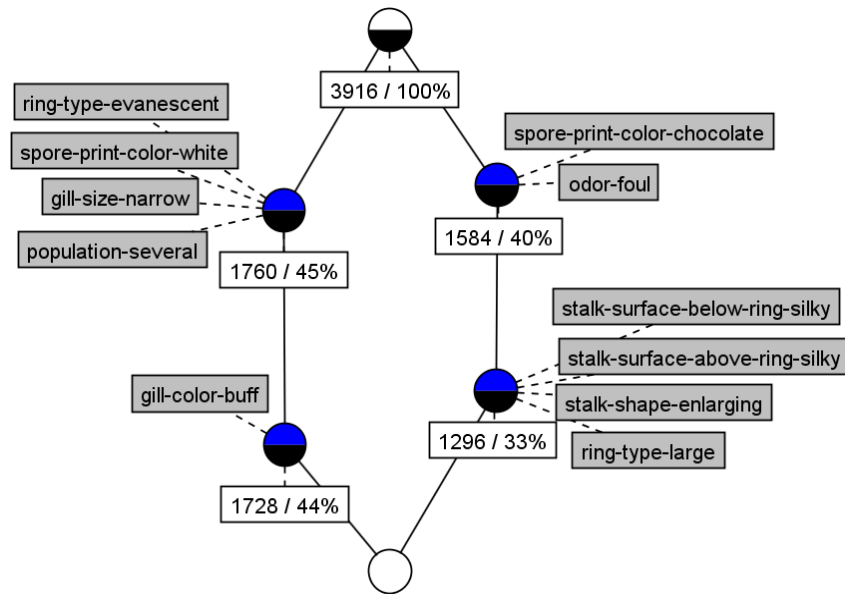 3916 / 100%
ring-type-evanescent
spore-print-color-white
gill-size-narrow
population-several
1760 / 45%
spore-print-color-chocolate
odor-foul
1584 / 40%
gill-color-buff
1728 / 44%
stalk-surface-below-ring-silky
stalk-surface-above-ring-silky
stalk-shape-enlarging
ring-type-large
1296 / 33%